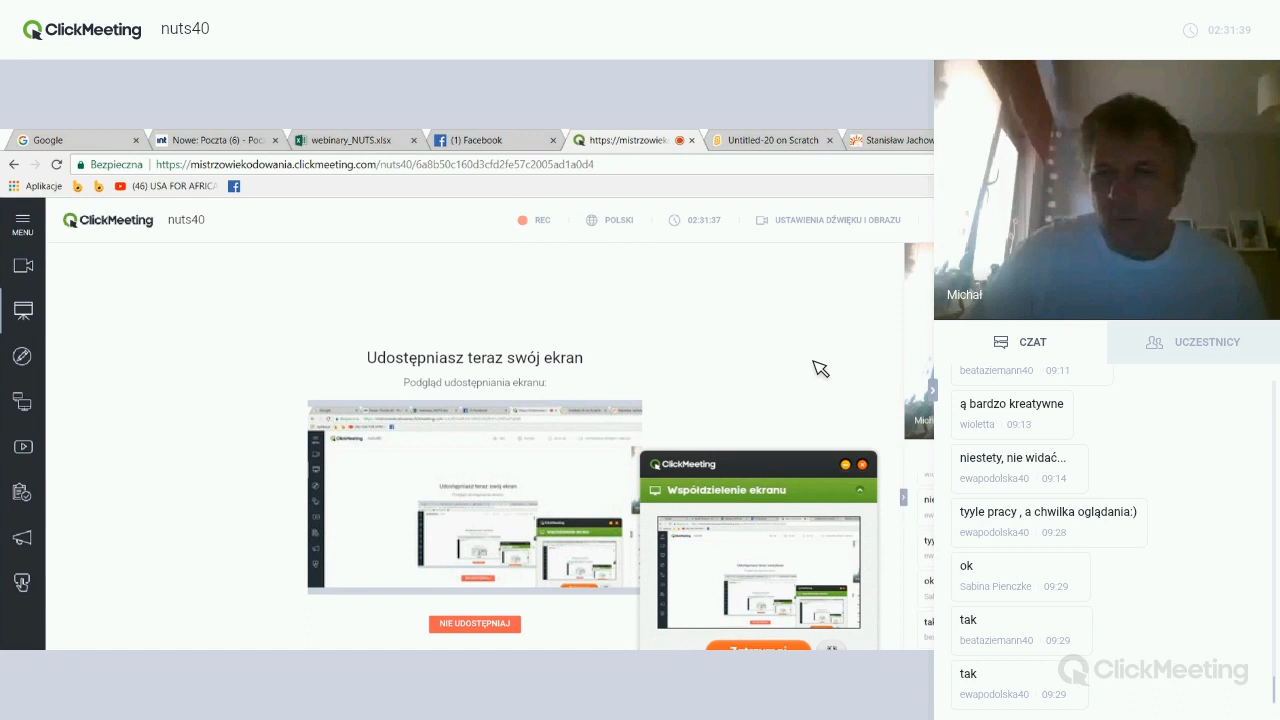 ClickMeeting nuts40 02:31:39
Google Nowe: Poczta (6) - Poc webinary_NUTS.xlsx (1) Facebook https://mistrzowiek Untitled-20 on Scratch Stanisław Jachow
Bezpieczna https://mistrzowiekodowania.clickmeeting.com/nuts40/6a8b50c160d3cfd2fe57c2005ad1a0d4
Aplikacje (46) USA FOR AFRICA
MENU
ClickMeeting nuts40 REC POLSKI 02:31:37 USTAWIENIA DŹWIĘKU I OBRAZU
Udostępniasz teraz swój ekran
Podgląd udostępniania ekranu:
ClickMeeting
Współdzielenie ekranu
NIE UDOSTĘPNIAJ
Michał
CZAT UCZESTNICY
beataziemann40 09:11
ą bardzo kreatywne
wioletta 09:13
niestety, nie widać...
ewapodolska40 09:14
tyyle pracy , a chwilka oglądania:)
ewapodolska40 09:28
ok
Sabina Pienczke 09:29
tak
beataziemann40 09:29
tak
ewapodolska40 09:29
ClickMeeting